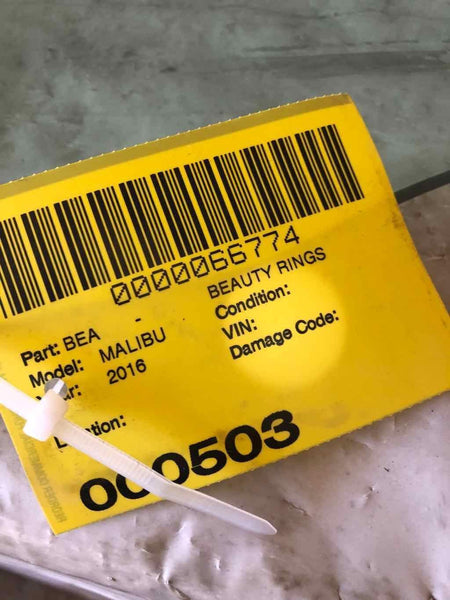 0000066774
Part: BEA - BEAUTY RINGS
Model: MALIBU Condition:
2016 VIN:
Damage Code:
000503